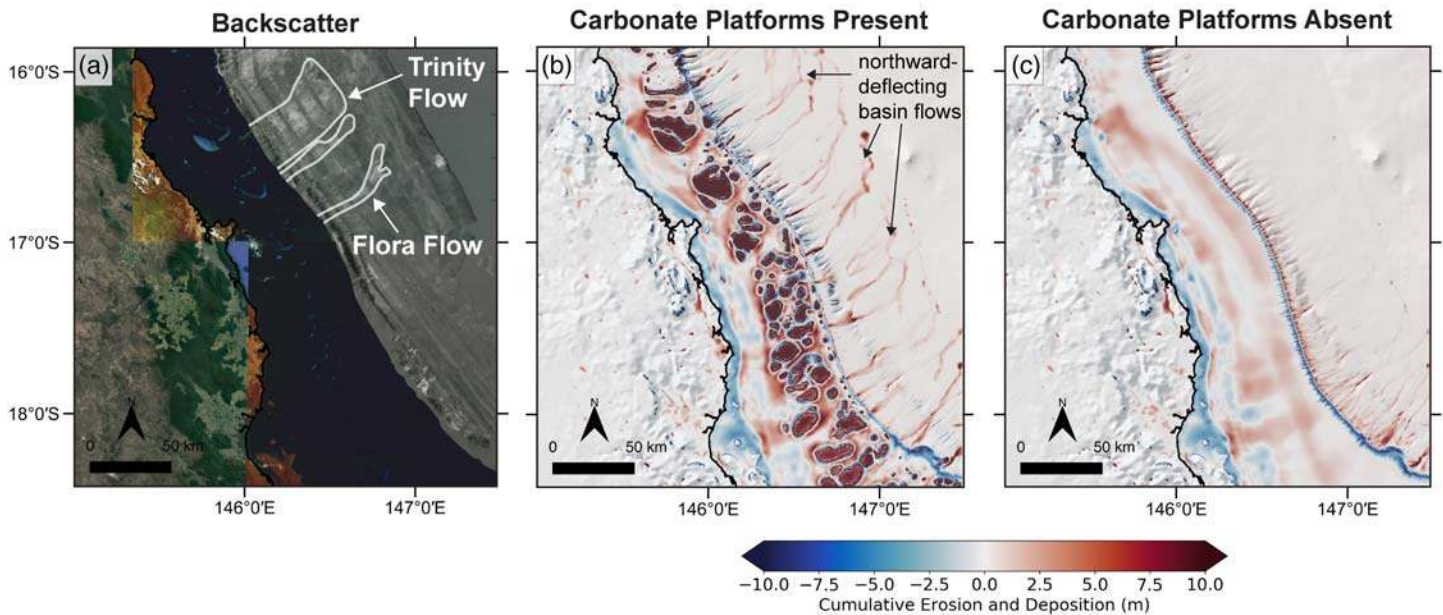 Backscatter
Carbonate Platforms Present
Carbonate Platforms Absent
(a)
Trinity
Flow
Flora Flow
16°0'S
17°0'S
18°0'S
N
0 50 km
146°0'E
147°0'E
(b)
northward-
deflecting
basin flows
N
0 50 km
146°0'E
147°0'E
(c)
N
0 50 km
146°0'E
147°0'E
−10.0 −7.5 −5.0 −2.5 0.0 2.5 5.0 7.5 10.0
Cumulative Erosion and Deposition (m)